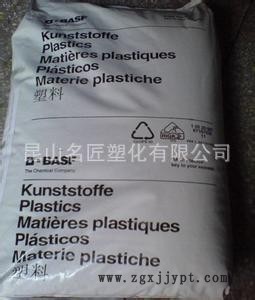 BASF
Kunststoffe
Plastics
Matières plastiques
Plásticos
Materie plastiche
塑料
昆山名匠塑化有限公司
BASF
The Chemical Company
Kunststoffe
Plastics
Matières plastiques
Plásticos
Materie plastiche
塑料
www.zgxjjypt.com